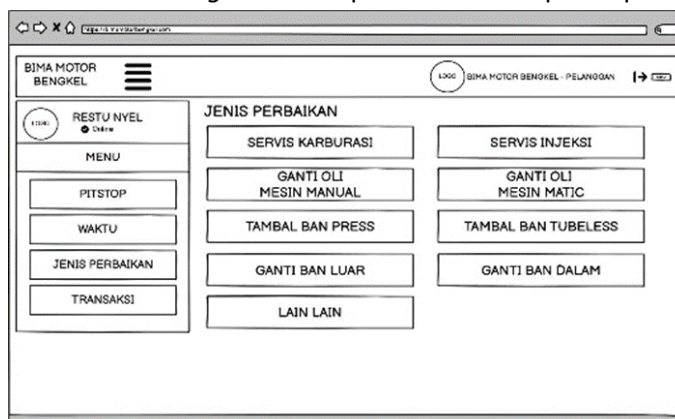 BIMA MOTOR
BENGKEL
LOGO
BIMA MOTOR BENGKEL - PELANGGAN
LOGO
RESTU NYEL
Online
MENU
PITSTOP
WAKTU
JENIS PERBAIKAN
TRANSAKSI
JENIS PERBAIKAN
SERVIS KARBURASI
SERVIS INJEKSI
GANTI OLI
MESIN MANUAL
GANTI OLI
MESIN MATIC
TAMBAL BAN PRESS
TAMBAL BAN TUBELESS
GANTI BAN LUAR
GANTI BAN DALAM
LAIN LAIN